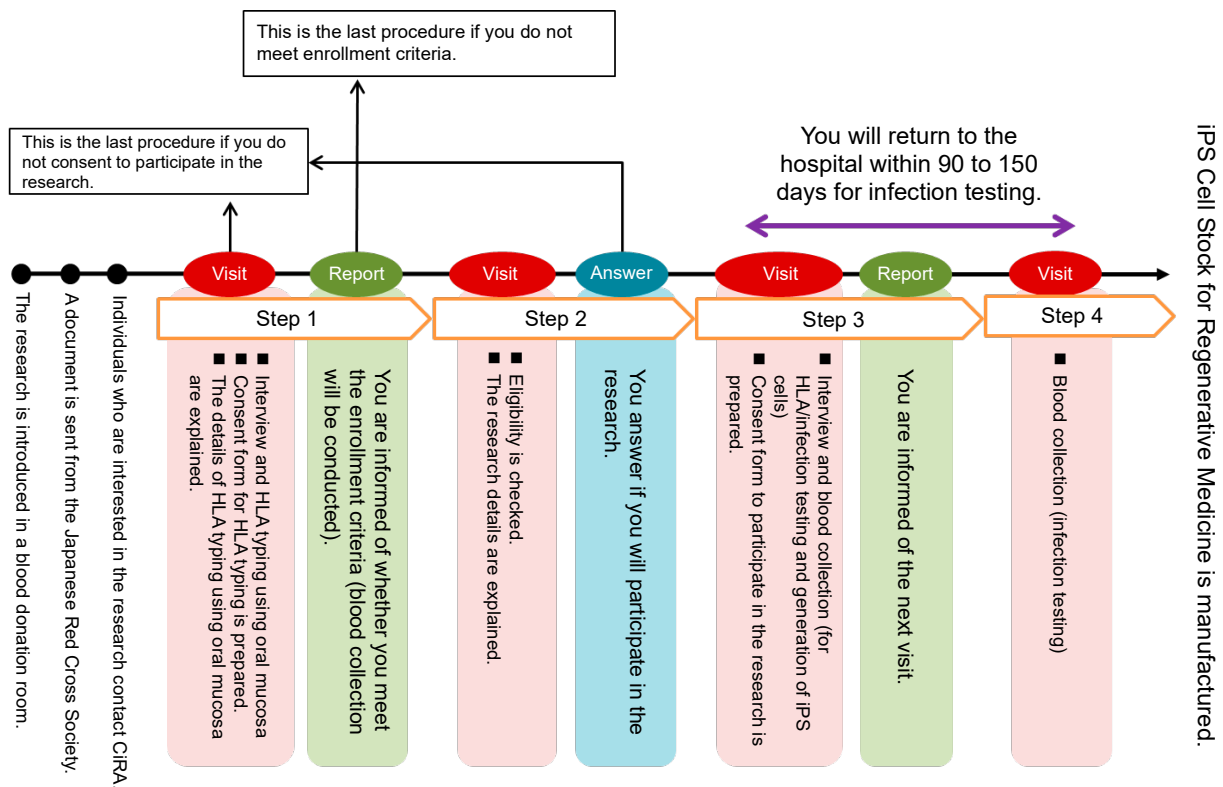 This is the last procedure if you do not
meet enrollment criteria.
This is the last procedure if you do
not consent to participate in the
research.
You will return to the
hospital within 90 to 150
days for infection testing.
Visit
Report
Visit
Answer
Visit
Report
Visit
Step 1
Step 2
Step 3
Step 4
The research is introduced in a blood donation room.
A document is sent from the Japanese Red Cross Society.
Individuals who are interested in the research contact CiRA.
■ Interview and HLA typing using oral mucosa
■ Consent form for HLA typing is prepared.
■ The details of HLA typing using oral mucosa
are explained.
You are informed of whether you meet
the enrollment criteria (blood collection
will be conducted).
■ Eligibility is checked.
■ The research details are explained.
You answer if you will participate in the
research.
■ Interview and blood collection (for
HLA/infection testing and generation of iPS
cells)
■ Consent form to participate in the research is
prepared.
You are informed of the next visit.
■ Blood collection (infection testing)
iPS Cell Stock for Regenerative Medicine is manufactured.